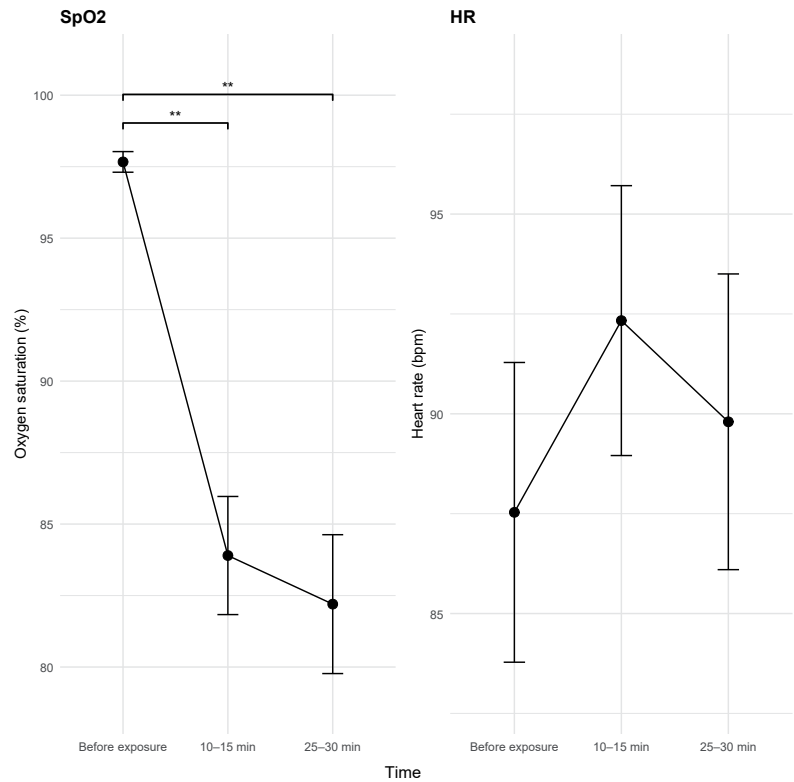 SpO2
HR
100
95
90
85
80
**
**
Oxygen saturation (%)
Before exposure
10–15 min
25–30 min
95
90
85
Heart rate (bpm)
Before exposure
10–15 min
25–30 min
Time